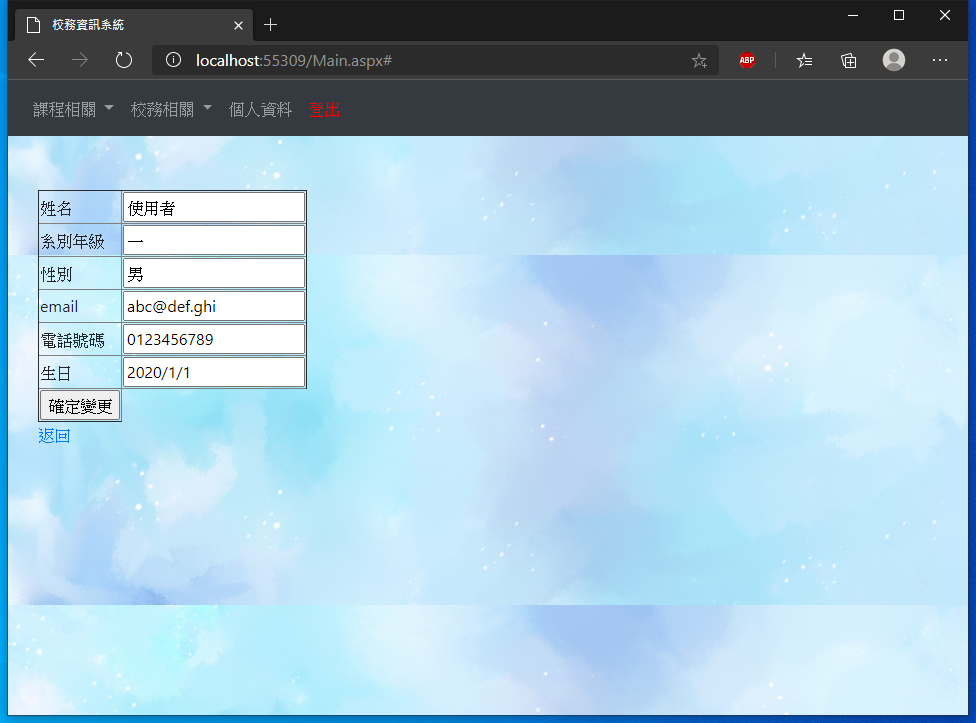 校務資訊系統
localhost:55309/Main.aspx#
ABP
課程相關 校務相關 個人資料 登出
姓名 使用者
系別年級 一
性別 男
email abc@def.ghi
電話號碼 0123456789
生日 2020/1/1
確定變更
返回